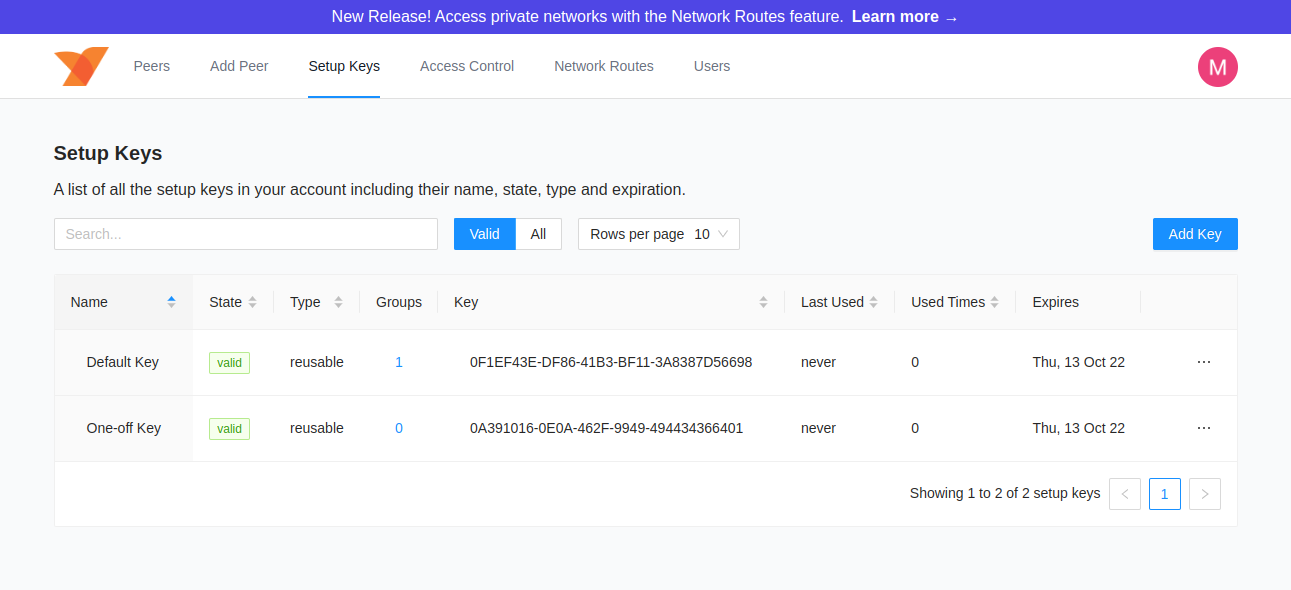 New Release! Access private networks with the Network Routes feature. Learn more →
Peers Add Peer Setup Keys Access Control Network Routes Users M
Setup Keys
A list of all the setup keys in your account including their name, state, type and expiration.
Search... Valid All Rows per page 10 Add Key
Name State Type Groups Key Last Used Used Times Expires
Default Key valid reusable 1 0F1EF43E-DF86-41B3-BF11-3A8387D56698 never 0 Thu, 13 Oct 22 ···
One-off Key valid reusable 0 0A391016-0E0A-462F-9949-494434366401 never 0 Thu, 13 Oct 22 ···
Showing 1 to 2 of 2 setup keys < 1 >